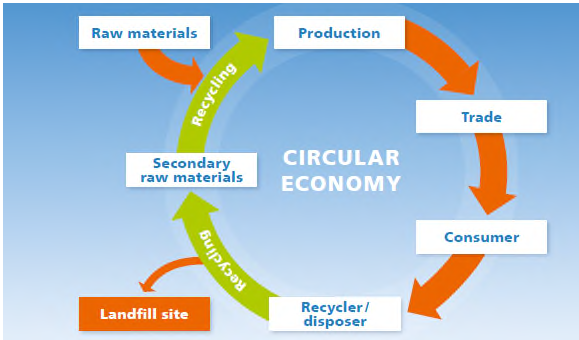 Raw materials
Production
Recycling
Trade
Secondary
raw materials
CIRCULAR
ECONOMY
Consumer
Recycling
Landfill site
Recycler/
disposer